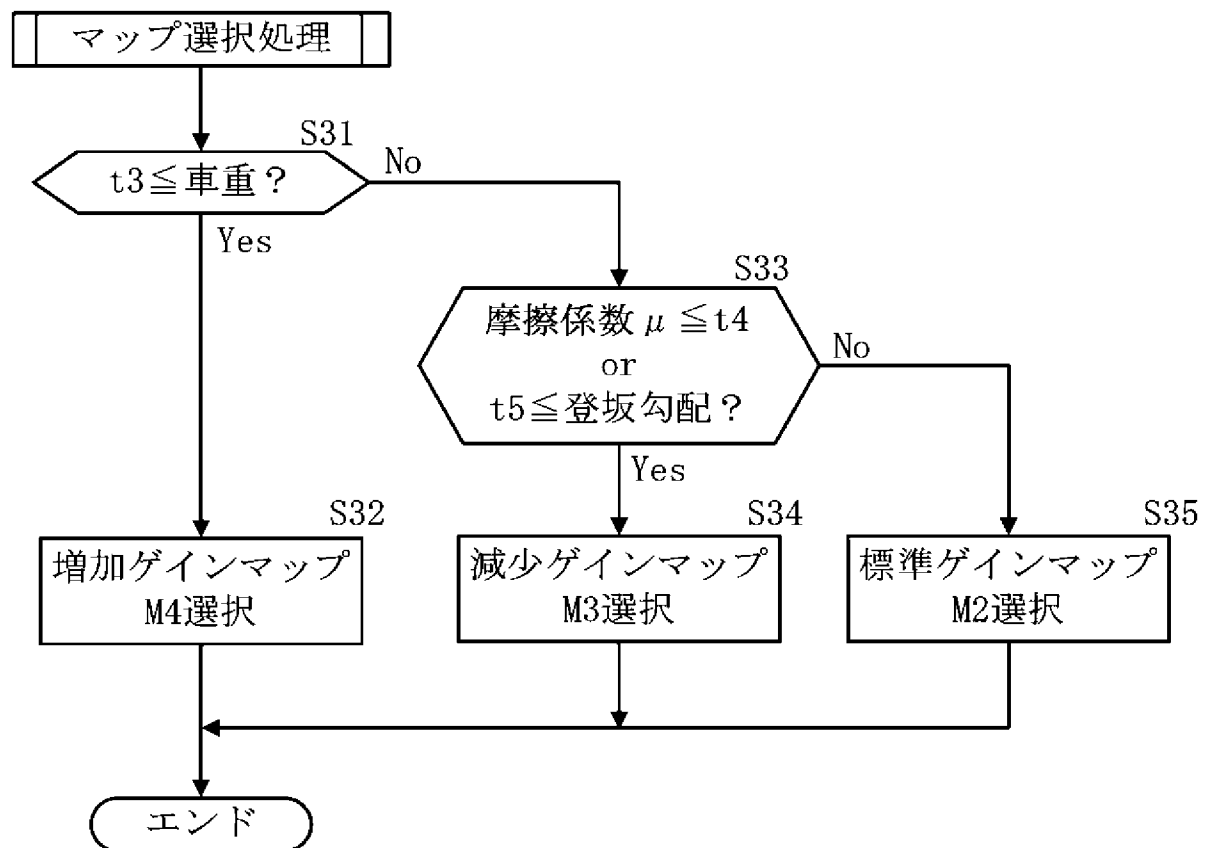 マップ選択処理
S31
t3≦車重?
No
Yes
S33
摩擦係数μ≦t4
or
t5≦登坂勾配?
No
Yes
S32
増加ゲインマップ
M4選択
S34
減少ゲインマップ
M3選択
S35
標準ゲインマップ
M2選択
エンド